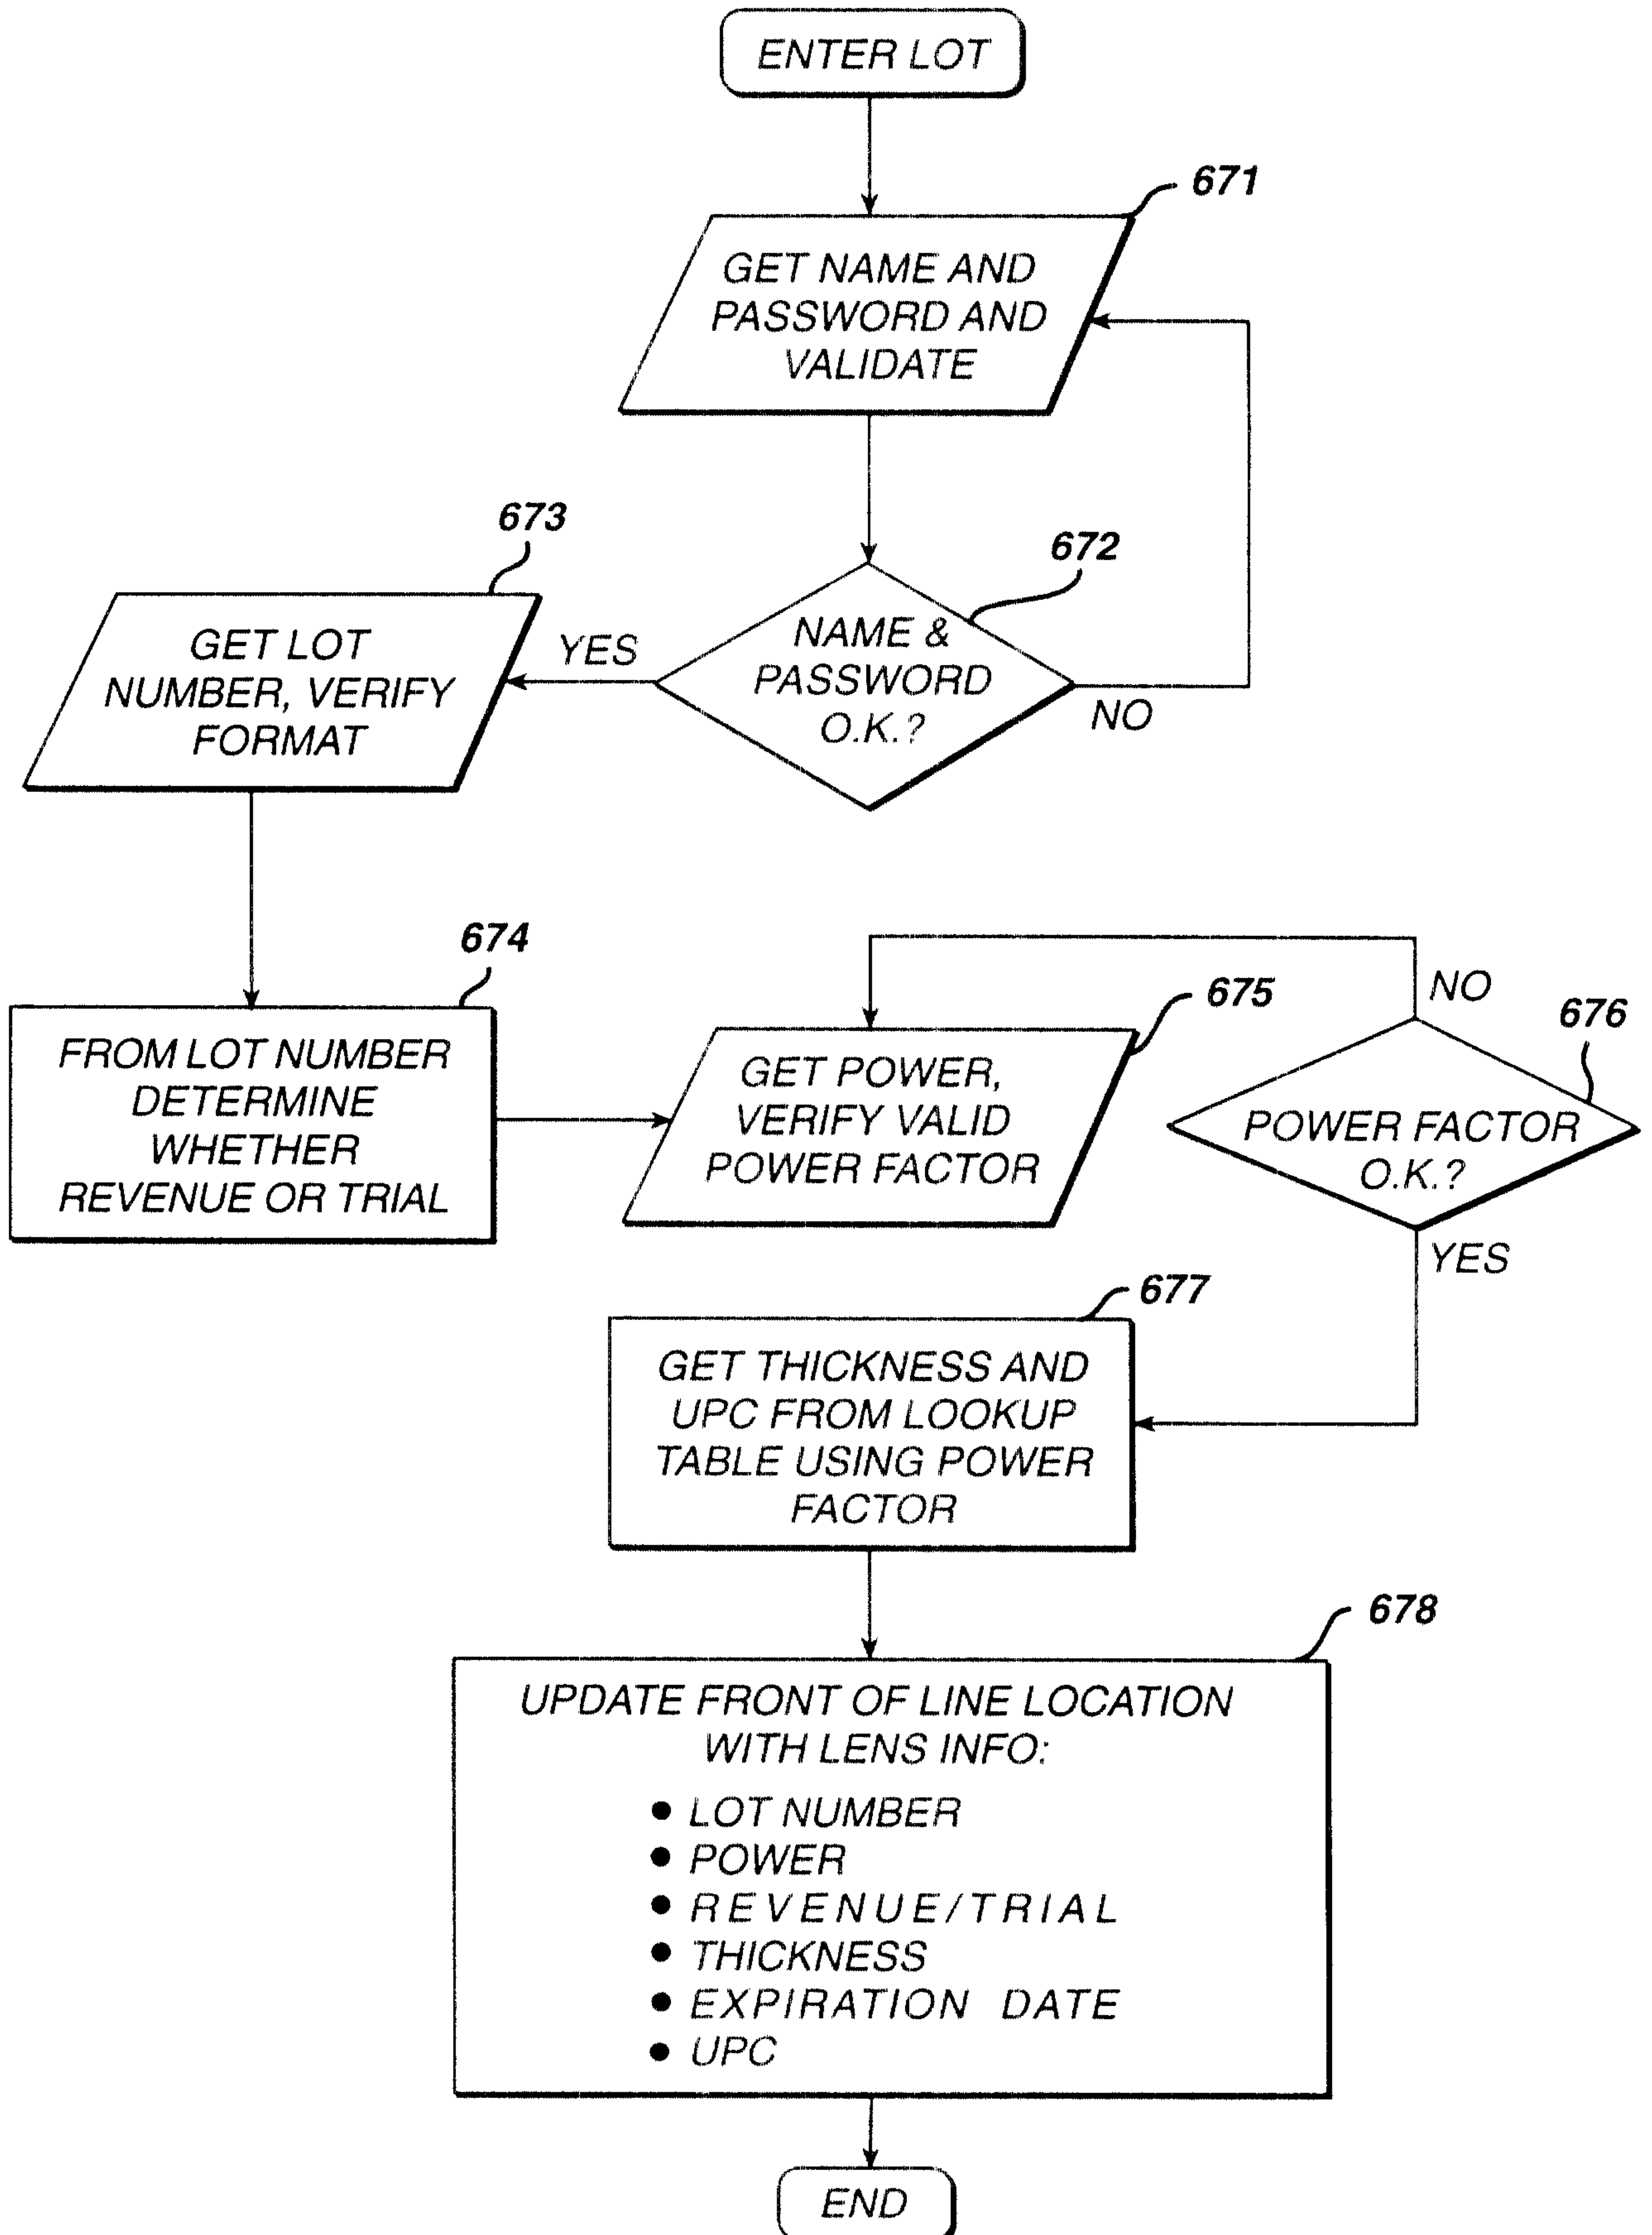 ENTER LOT
671
GET NAME AND
PASSWORD AND
VALIDATE
672
NAME &
PASSWORD
O.K.?
NO
YES
673
GET LOT
NUMBER, VERIFY
FORMAT
674
FROM LOT NUMBER
DETERMINE
WHETHER
REVENUE OR TRIAL
675
GET POWER,
VERIFY VALID
POWER FACTOR
676
POWER FACTOR
O.K.?
NO
YES
677
GET THICKNESS AND
UPC FROM LOOKUP
TABLE USING POWER
FACTOR
678
UPDATE FRONT OF LINE LOCATION
WITH LENS INFO:
● LOT NUMBER
● POWER
● REVENUE/TRIAL
● THICKNESS
● EXPIRATION DATE
● UPC
END